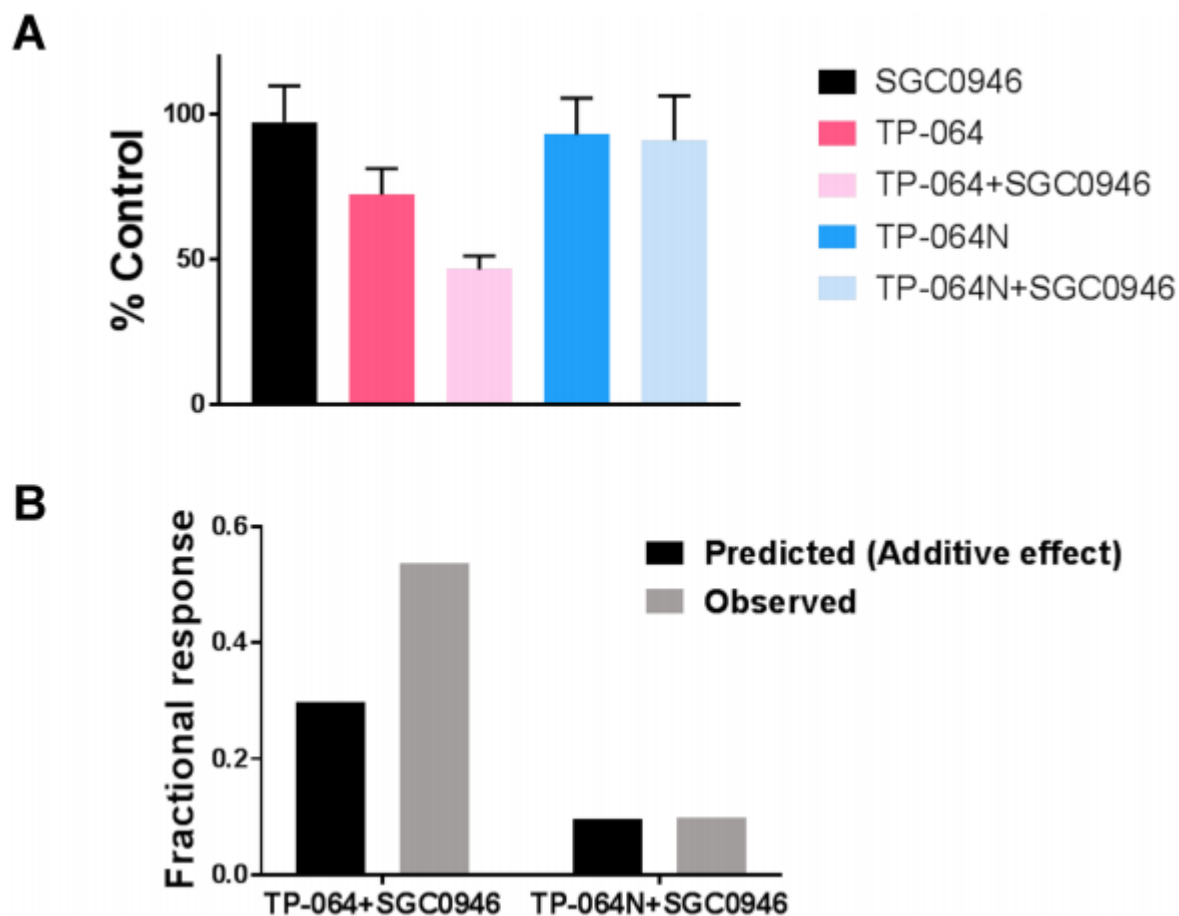 A
% Control
100
50
0
SGC0946
TP-064
TP-064+SGC0946
TP-064N
TP-064N+SGC0946
B
Fractional response
0.6
0.4
0.2
0.0
Predicted (Additive effect)
Observed
TP-064+SGC0946
TP-064N+SGC0946